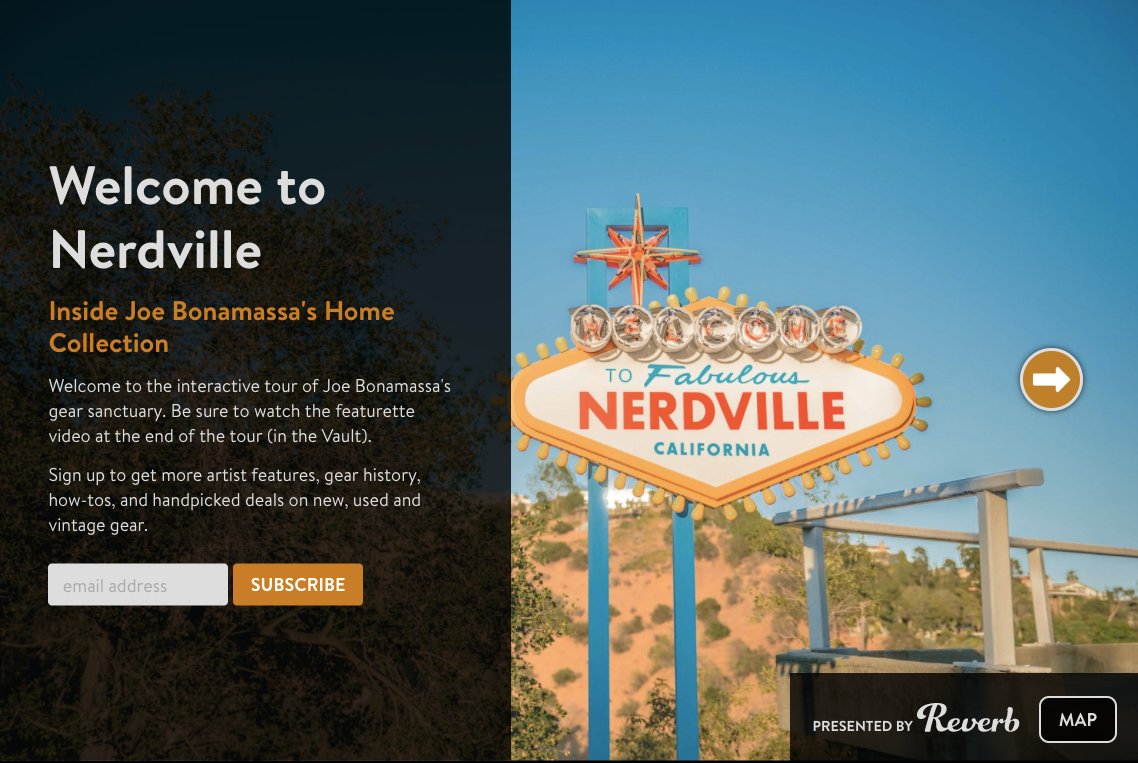 Welcome to
Nerdville
Inside Joe Bonamassa's Home
Collection
Welcome to the interactive tour of Joe Bonamassa's
gear sanctuary. Be sure to watch the featurette
video at the end of the tour (in the Vault).
Sign up to get more artist features, gear history,
how-tos, and handpicked deals on new, used and
vintage gear.
email address
SUBSCRIBE
WELCOME
TO Fabulous
NERDVILLE
CALIFORNIA
PRESENTED BY Reverb
MAP